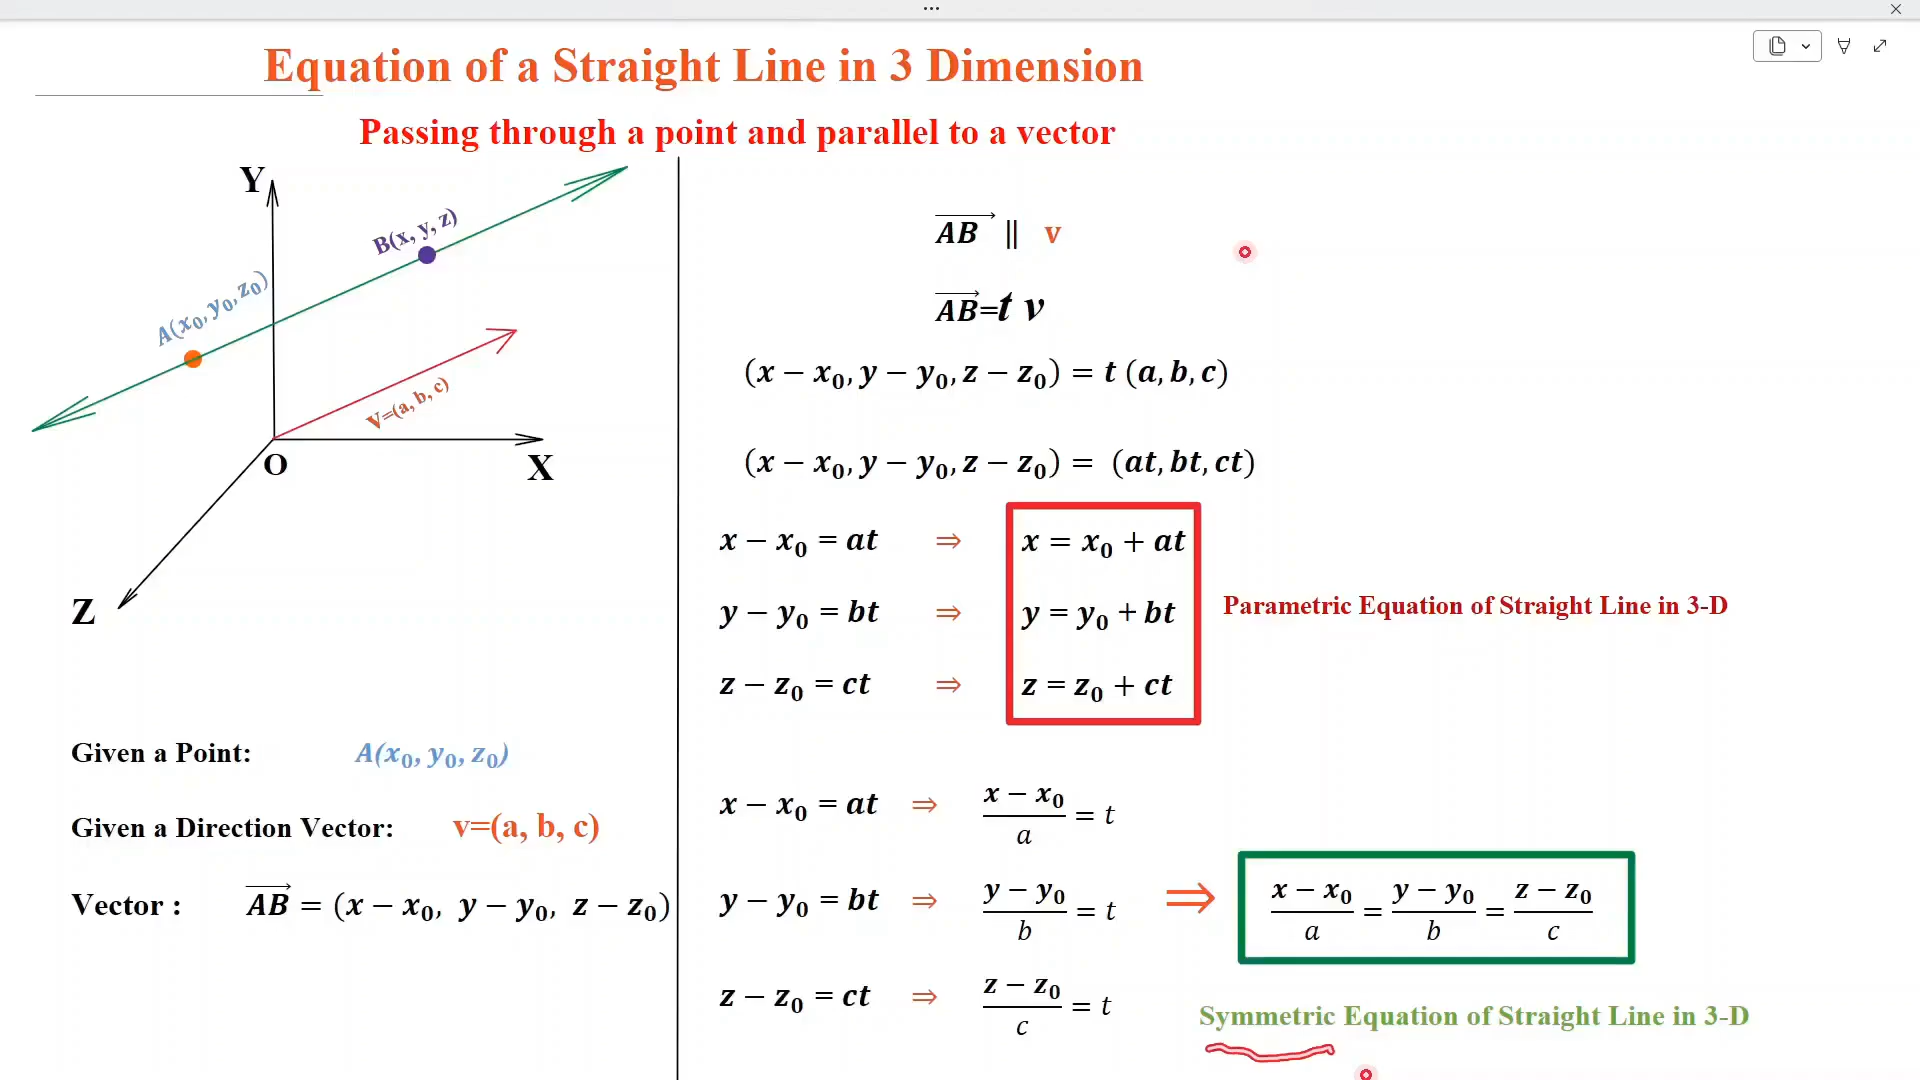 Equation of a Straight Line in 3 Dimension
Passing through a point and parallel to a vector
Y
B(x, y, z)
A(x₀, y₀, z₀)
V=(a, b, c)
O
X
Z
Given a Point: A(x₀, y₀, z₀)
Given a Direction Vector: v=(a, b, c)
Vector : AB⃗ = (x − x₀, y − y₀, z − z₀)
AB⃗ ∥ v
AB⃗=t v
(x − x₀, y − y₀, z − z₀) = t (a, b, c)
(x − x₀, y − y₀, z − z₀) = (at, bt, ct)
x − x₀ = at ⇒ x = x₀ + at
y − y₀ = bt ⇒ y = y₀ + bt
z − z₀ = ct ⇒ z = z₀ + ct
Parametric Equation of Straight Line in 3-D
x − x₀ = at ⇒ (x − x₀)/a = t
y − y₀ = bt ⇒ (y − y₀)/b = t
z − z₀ = ct ⇒ (z − z₀)/c = t
⇒ (x − x₀)/a = (y − y₀)/b = (z − z₀)/c
Symmetric Equation of Straight Line in 3-D